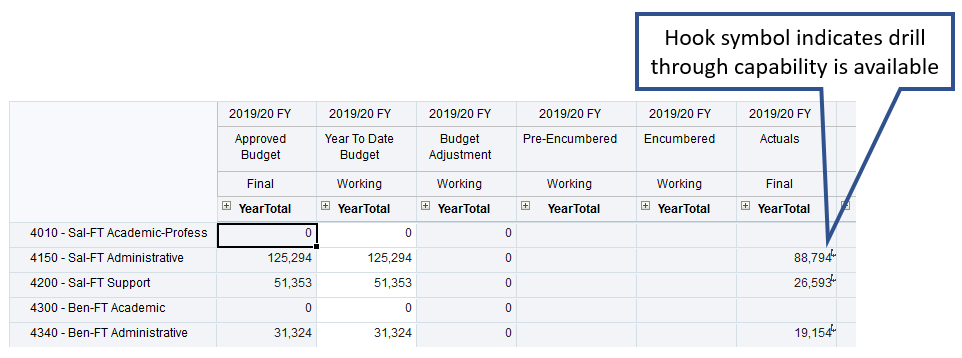 Hook symbol indicates drill
through capability is available
2019/20 FY 2019/20 FY 2019/20 FY 2019/20 FY 2019/20 FY 2019/20 FY
Approved Budget Year To Date Budget Budget Adjustment Pre-Encumbered Encumbered Actuals
Final Working Working Working Working Final
YearTotal YearTotal YearTotal YearTotal YearTotal YearTotal
4010 - Sal-FT Academic-Profess 0 0 0
4150 - Sal-FT Administrative 125,294 125,294 0 88,794
4200 - Sal-FT Support 51,353 51,353 0 26,593
4300 - Ben-FT Academic 0 0 0
4340 - Ben-FT Administrative 31,324 31,324 0 19,154